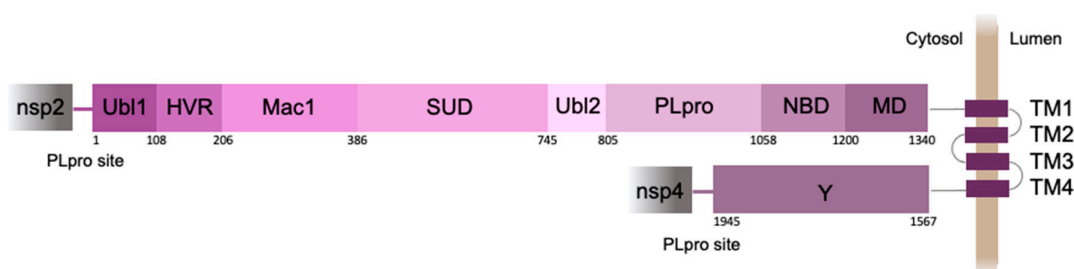 Cytosol Lumen
nsp2 Ubl1 HVR Mac1 SUD Ubl2 PLpro NBD MD TM1
1 108 206 386 745 805 1058 1200 1340
TM2
PLpro site
TM3
nsp4 Y TM4
1945 1567
PLpro site